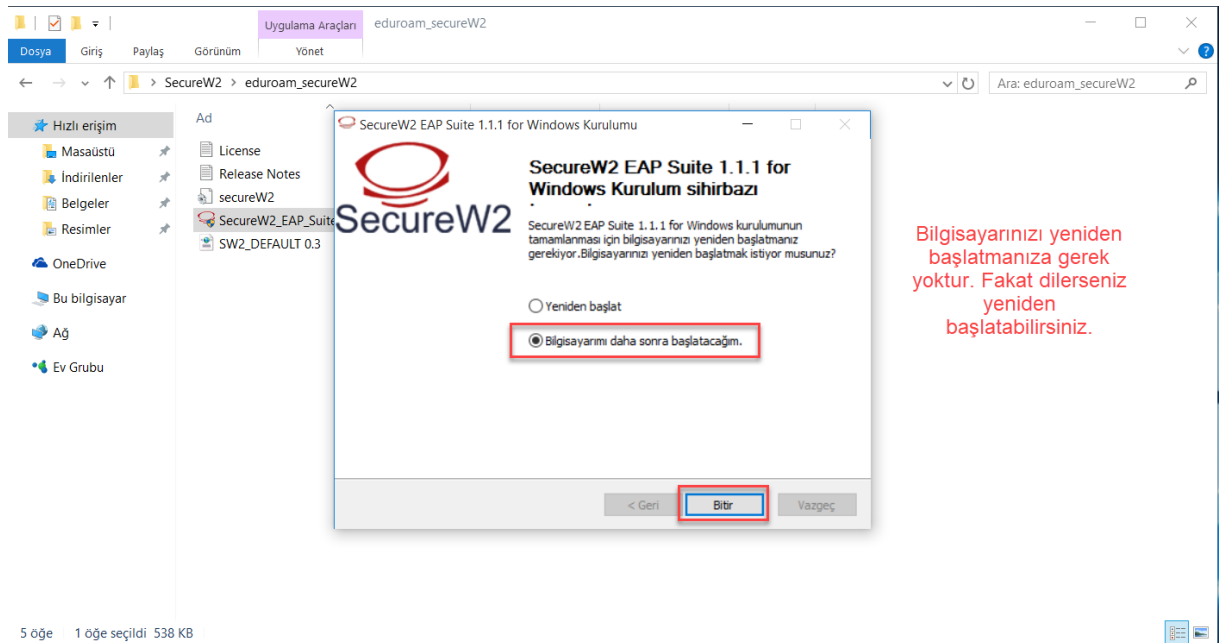 Uygulama Araçları
eduroam_secureW2
Dosya
Giriş
Paylaş
Görünüm
Yönet
SecureW2 > eduroam_secureW2
Ara: eduroam_secureW2
Hızlı erişim
Masaüstü
İndirilenler
Belgeler
Resimler
OneDrive
Bu bilgisayar
Ağ
Ev Grubu
Ad
License
Release Notes
secureW2
SecureW2_EAP_Suite
SW2_DEFAULT 0.3
SecureW2 EAP Suite 1.1.1 for Windows Kurulumu
SecureW2
SecureW2 EAP Suite 1.1.1 for
Windows Kurulum sihirbazı
SecureW2 EAP Suite 1.1.1 for Windows kurulumunun
tamamlanması için bilgisayarınızı yeniden başlatmanız
gerekiyor.Bilgisayarınızı yeniden başlatmak istiyor musunuz?
Yeniden başlat
Bilgisayarımı daha sonra başlatacağım.
< Geri
Bitir
Vazgeç
Bilgisayarınızı yeniden
başlatmanıza gerek
yoktur. Fakat dilerseniz
yeniden
başlatabilirsiniz.
5 öğe
1 öğe seçildi 538 KB